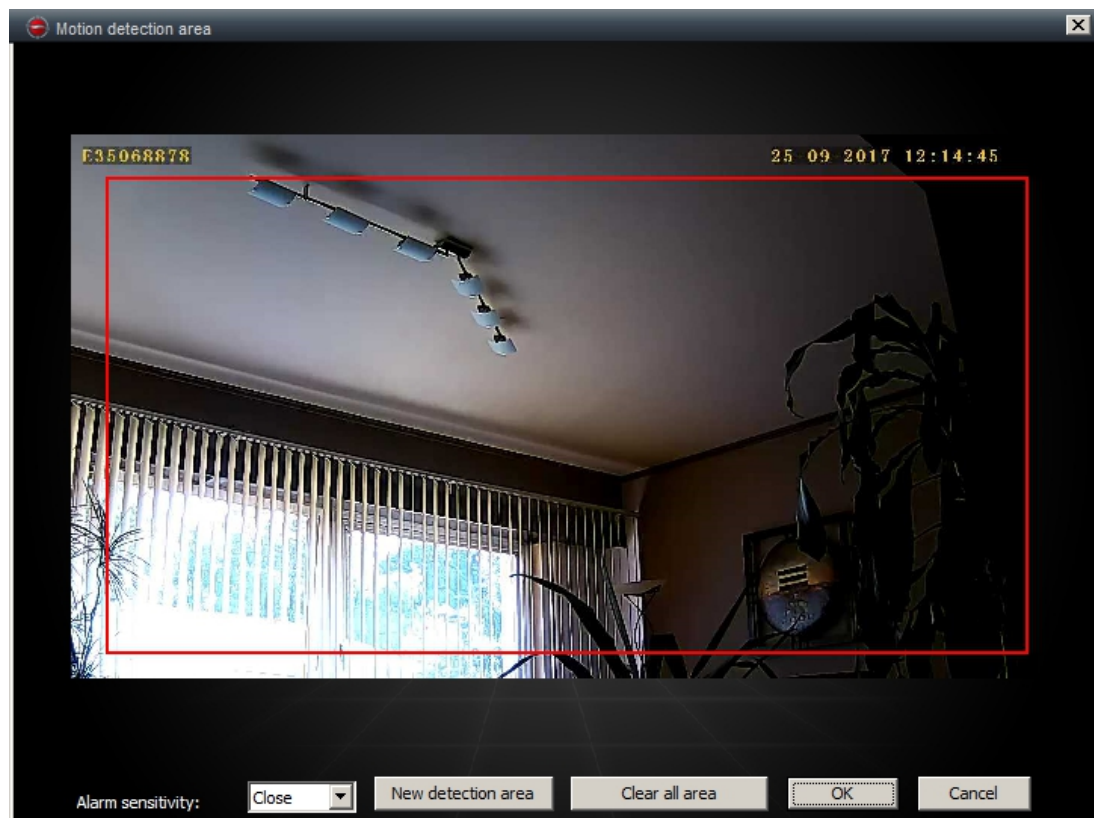 Motion detection area
E35068878
25 09 2017 12:14:45
Alarm sensitivity:
Close
New detection area
Clear all area
OK
Cancel